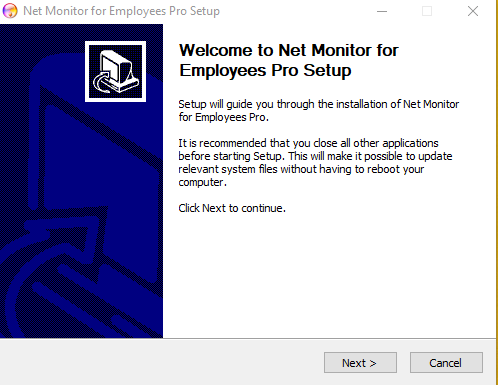 Net Monitor for Employees Pro Setup
Welcome to Net Monitor for
Employees Pro Setup
Setup will guide you through the installation of Net Monitor
for Employees Pro.
It is recommended that you close all other applications
before starting Setup. This will make it possible to update
relevant system files without having to reboot your
computer.
Click Next to continue.
Next >
Cancel